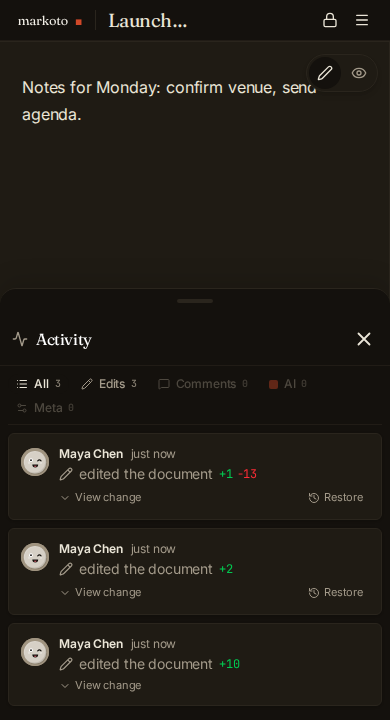 markoto Launch...
Notes for Monday: confirm venue, send
agenda.
Activity
All 3 Edits 3 Comments 0 AI 0
Meta 0
Maya Chen just now
edited the document +1 -13
View change Restore
Maya Chen just now
edited the document +2
View change Restore
Maya Chen just now
edited the document +10
View change